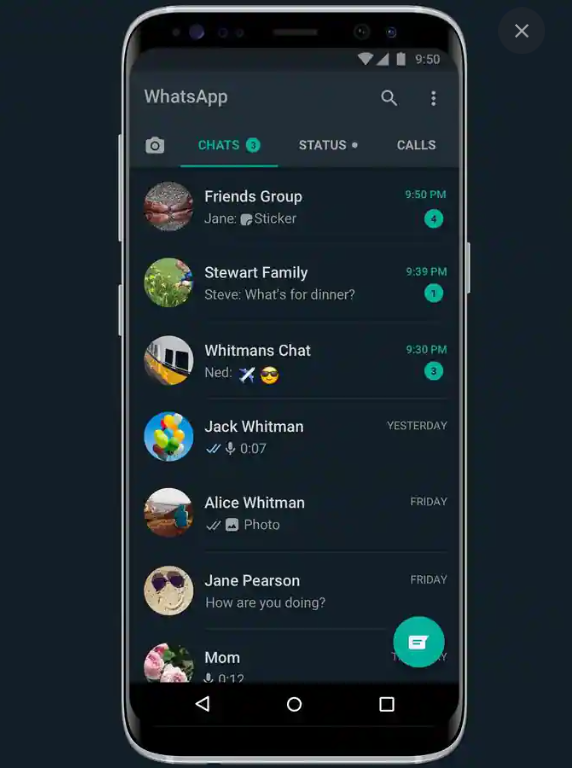 9:50
WhatsApp
CHATS 3 STATUS CALLS
Friends Group 9:50 PM
Jane: Sticker 4
Stewart Family 9:39 PM
Steve: What's for dinner? 1
Whitmans Chat 9:30 PM
Ned: ✈️ 😎 3
Jack Whitman YESTERDAY
0:07
Alice Whitman FRIDAY
Photo
Jane Pearson FRIDAY
How are you doing?
Mom
0:12